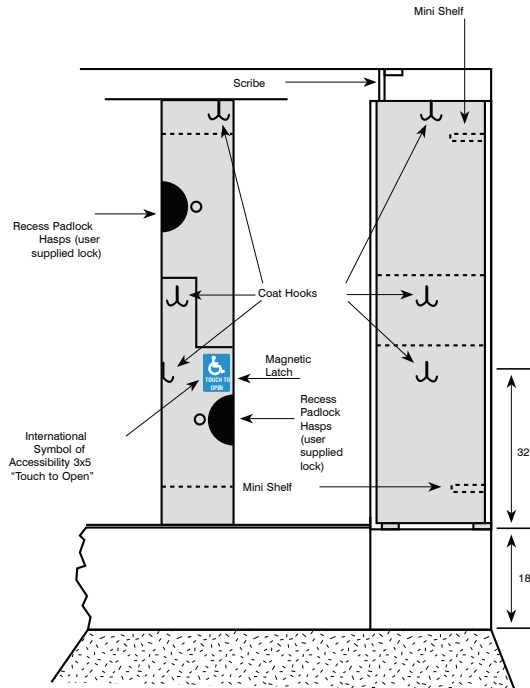 Mini Shelf
Scribe
Recess Padlock
Hasps (user
supplied lock)
Coat Hooks
Magnetic
Latch
TOUCH TO
OPEN
Recess
Padlock
Hasps
(user
supplied
lock)
International
Symbol of
Accessibility 3x5
“Touch to Open”
32
Mini Shelf
18